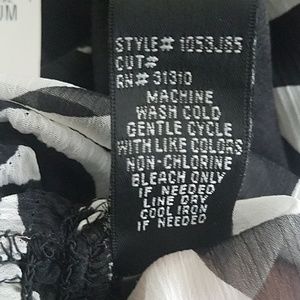 UM
STYLE# 1053J85
CUT#
RN# 31310
MACHINE
WASH COLD
GENTLE CYCLE
WITH LIKE COLORS
NON-CHLORINE
BLEACH ONLY
IF NEEDED
LINE DRY
COOL IRON
IF NEEDED